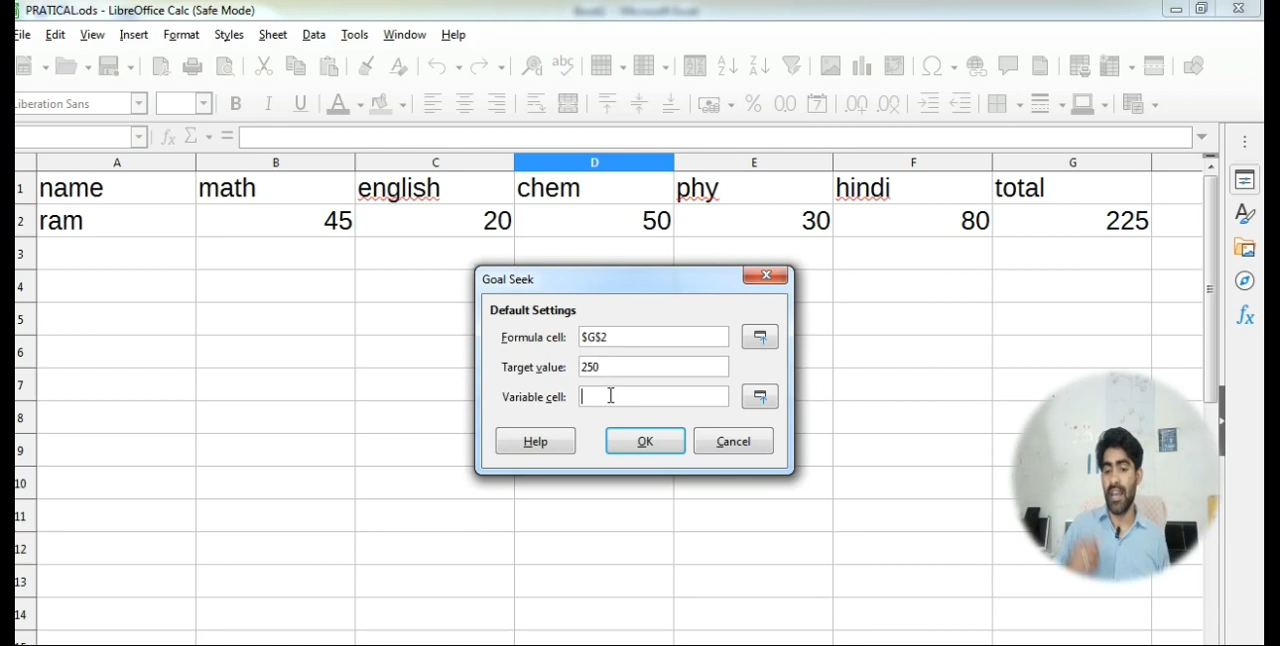 PRATICAL.ods - LibreOffice Calc (Safe Mode)
File Edit View Insert Format Styles Sheet Data Tools Window Help
Liberation Sans
A B C D E F G
1 name math english chem phy hindi total
2 ram 45 20 50 30 80 225
3
4
5
6
7
8
9
10
11
12
13
14
Goal Seek
Default Settings
Formula cell: $G$2
Target value: 250
Variable cell:
Help OK Cancel